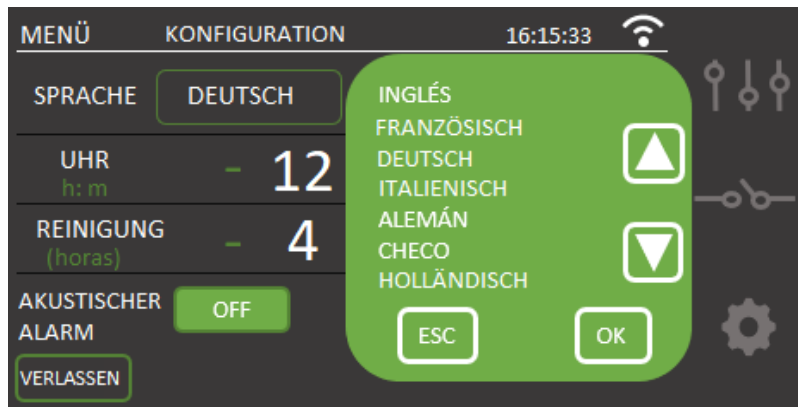 MENÜ KONFIGURATION 16:15:33
SPRACHE DEUTSCH
UHR
h: m
- 12
REINIGUNG
(horas)
- 4
AKUSTISCHER
ALARM
OFF
VERLASSEN
INGLÉS
FRANZÖSISCH
DEUTSCH
ITALIENISCH
ALEMÁN
CHECO
HOLLÄNDISCH
ESC OK